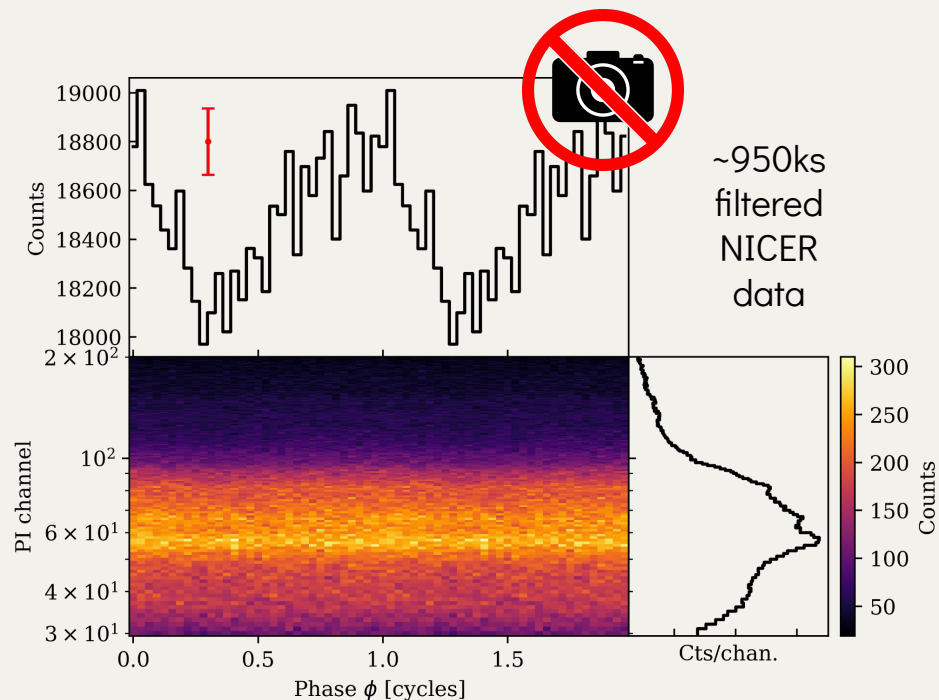 19000
18800
18600
18400
18200
18000
Counts
~950ks
filtered
NICER
data
2 × 10²
10²
6 × 10¹
4 × 10¹
3 × 10¹
PI channel
0.0
0.5
1.0
1.5
Phase ϕ [cycles]
Cts/chan.
300
250
200
150
100
50
Counts